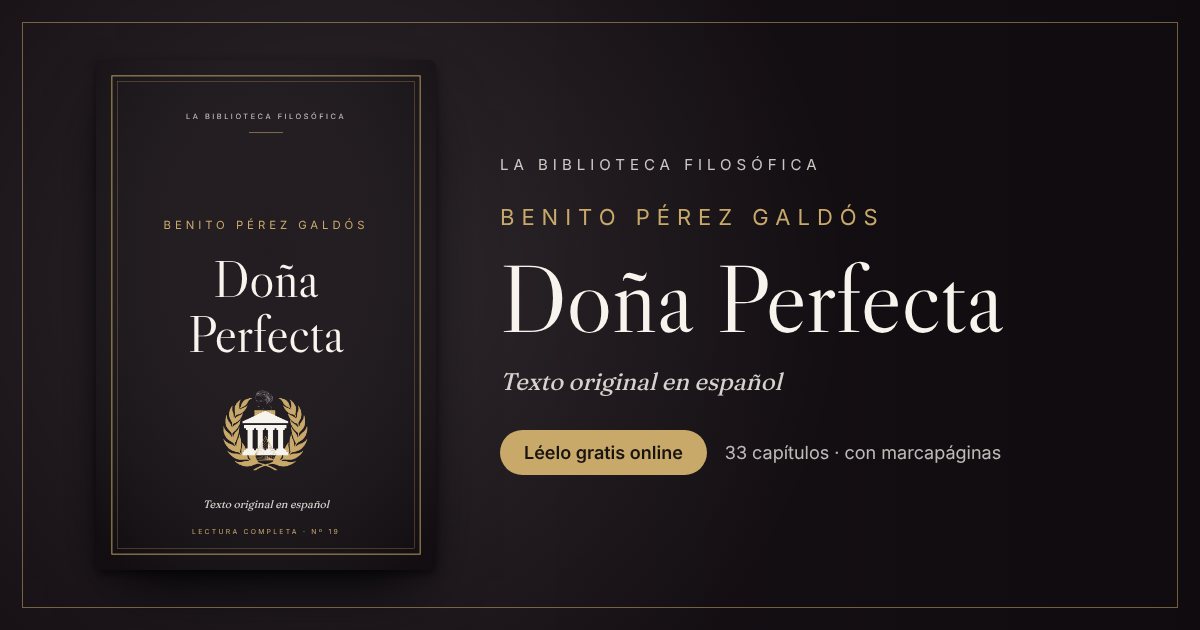 LA BIBLIOTECA FILOSÓFICA
BENITO PÉREZ GALDÓS
Doña
Perfecta
Texto original en español
LECTURA COMPLETA · Nº 19
LA BIBLIOTECA FILOSÓFICA
BENITO PÉREZ GALDÓS
Doña Perfecta
Texto original en español
Léelo gratis online
33 capítulos · con marcapáginas